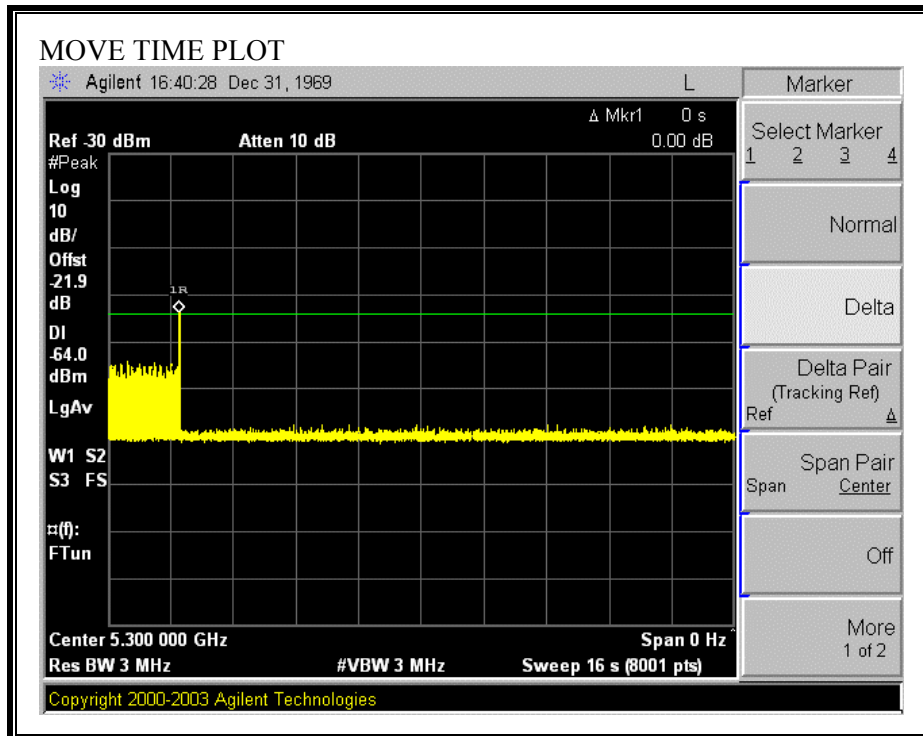 MOVE TIME PLOT
Agilent 16:40:28 Dec 31, 1969 L
Δ Mkr1 0 s
Ref -30 dBm Atten 10 dB 0.00 dB
#Peak
Log
10
dB/
Offst
-21.9
dB
DI
-64.0
dBm
LgAv
W1 S2
S3 FS
¤(f):
FTun
1R
Center 5.300 000 GHz Span 0 Hz^
Res BW 3 MHz #VBW 3 MHz Sweep 16 s (8001 pts)
Copyright 2000-2003 Agilent Technologies
Marker
Select Marker
1 2 3 4
Normal
Delta
Delta Pair
(Tracking Ref)
Ref Δ
Span Pair
Span Center
Off
More
1 of 2